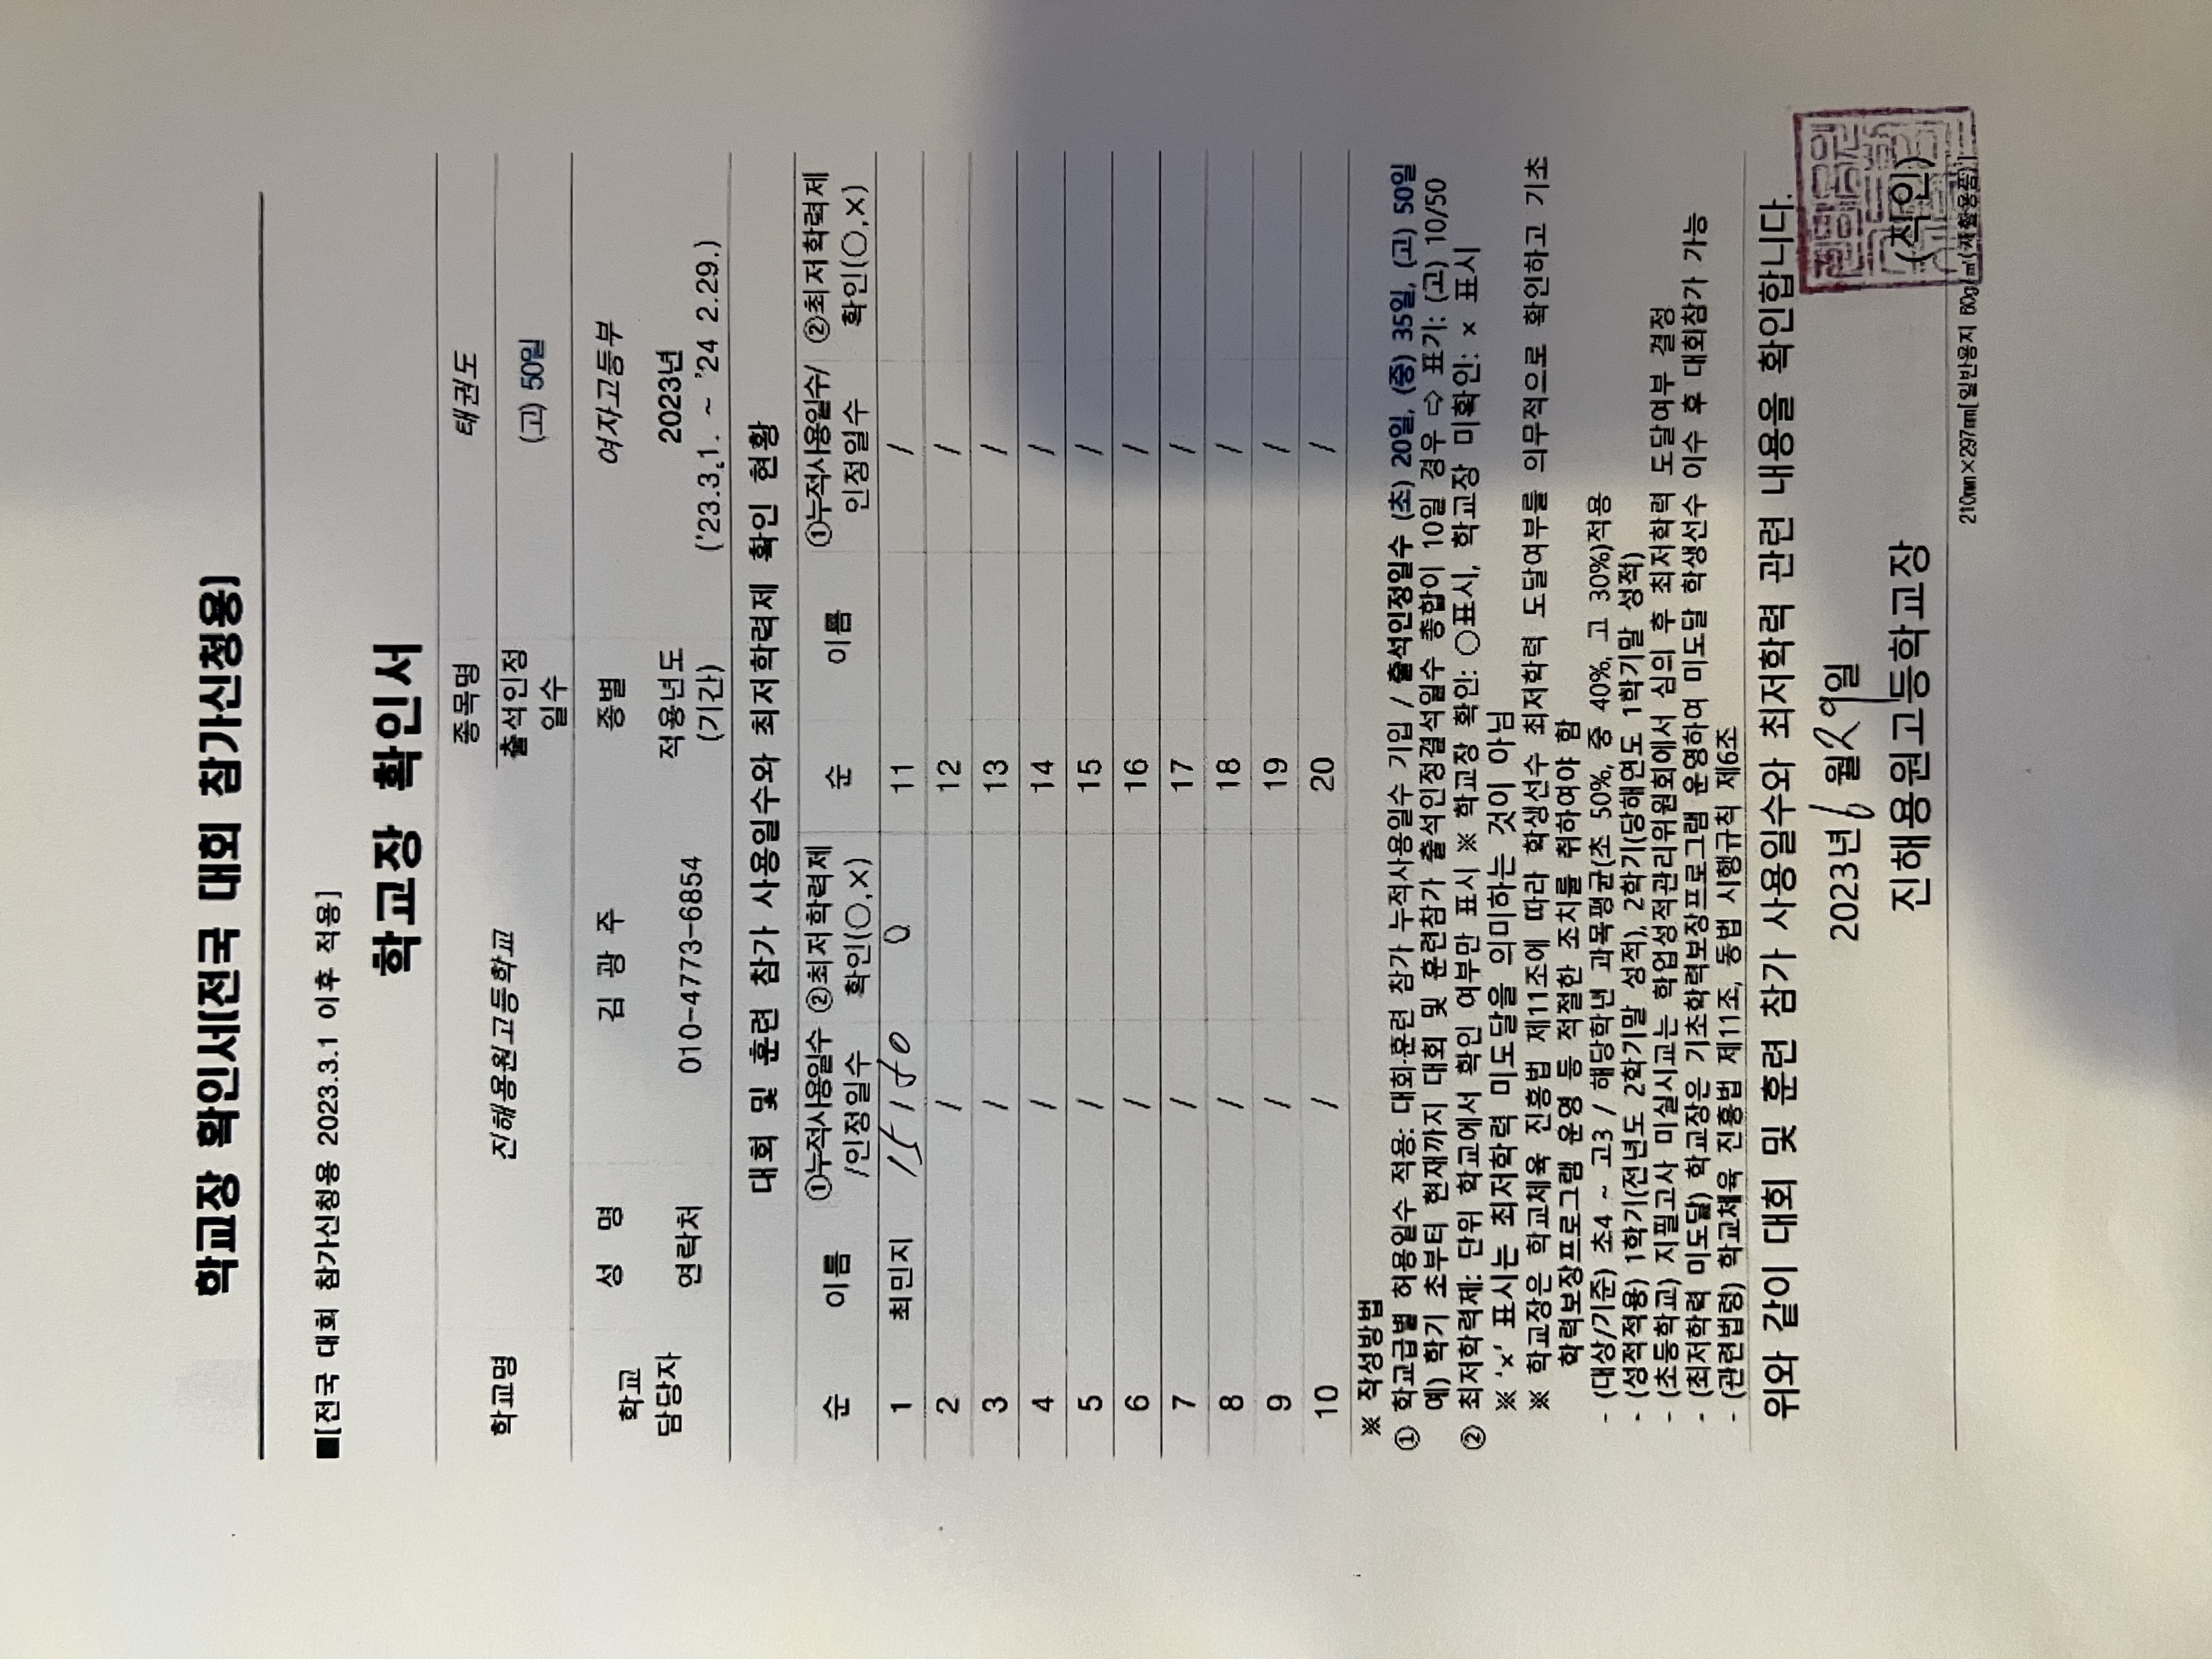 학교장 확인서(전국 대회 참가신청용)
■[전국 대회 참가신청용 2023.3.1 이후 적용]
학교장 확인서
학교명 진해용원고등학교 종목명 태권도
출석인정 일수 (고) 50일
학교 담당자 성 명 김 광 주 종별 여자고등부
연락처 010-4773-6854 적용년도 (기간) 2023년 ('23.3.1. ~ '24 2.29.)
대회 및 훈련 참가 사용일수와 최저학력제 확인 현황
순 이름 ①누적사용일수 /인정일수 ②최저학력제 확인(○,×) 순 이름 ①누적사용일수/ 인정일수 ②최저학력제 확인(○,×)
1 최민지 15 / 50 O 11 /
2 / 12 /
3 / 13 /
4 / 14 /
5 / 15 /
6 / 16 /
7 / 17 /
8 / 18 /
9 / 19 /
10 / 20 /
※ 작성방법
① 학교급별 허용일수 적용: 대회·훈련 참가 누적사용일수 기입 / 출석인정일수 (초) 20일, (중) 35일, (고) 50일
예) 학기 초부터 현재까지 대회 및 훈련참가 출석인정결석일수 총합이 10일 경우 ⇨ 표기: (고) 10/50
② 최저학력제: 단위 학교에서 확인 여부만 표시 ※ 학교장 확인: ○표시, 학교장 미확인: × 표시
※ '×' 표시는 최저학력 미도달을 의미하는 것이 아님
※ 학교장은 학교체육 진흥법 제11조에 따라 학생선수 최저학력 도달여부를 의무적으로 확인하고 기초
학력보장프로그램 운영 등 적절한 조치를 취하여야 함
- (대상/기준) 초4 ~ 고3 / 해당학년 과목평균(초 50%, 중 40%, 고 30%)적용
- (성적적용) 1학기(전년도 2학기말 성적), 2학기(당해연도 1학기말 성적)
- (초등학교) 지필고사 미실시교는 학업성적관리위원회에서 심의 후 최저학력 도달여부 결정
- (최저학력 미도달) 학교장은 기초학력보장프로그램 운영하여 미도달 학생선수 이수 후 대회참가 가능
- (관련법령) 학교체육 진흥법 제11조, 동법 시행규칙 제6조
위와 같이 대회 및 훈련 참가 사용일수와 최저학력 관련 내용을 확인합니다.
2023년 6월 29일
진해용원고등학교장 (직인)
210mm×297mm[일반용지 60g/㎡(재활용품)]